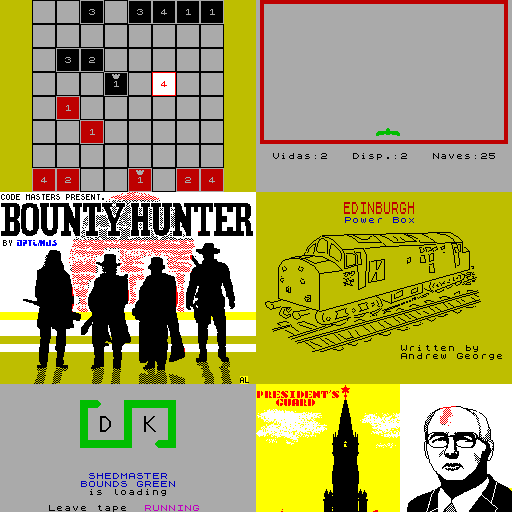 3 3 4 1 1
3 2
1 4
1
1
4 2 1 2 4
Vidas:2 Disp.:2 Naves:25
CODE MASTERS PRESENT...
BOUNTY HUNTER
BY OPTIMUS
AL
EDINBURGH
Power Box
Written by
Andrew George
D K
SHEDMASTER
BOUNDS GREEN
is loading
Leave tape RUNNING
PRESIDENT'S
GUARD